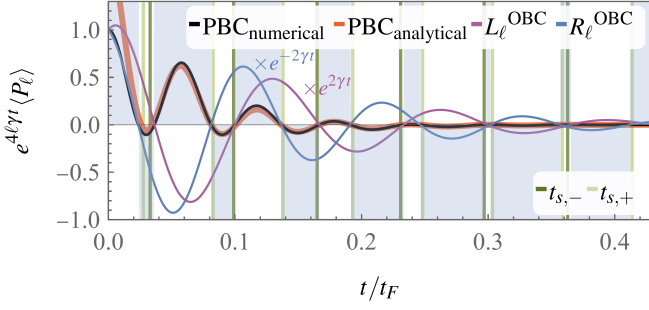 PBC_numerical PBC_analytical L_ℓ^OBC R_ℓ^OBC
×e^{-2γt}
×e^{2γt}
e^{4ℓγt}⟨P_ℓ⟩
1.0
0.5
0.0
−0.5
−1.0
t_{s,−} t_{s,+}
0.0 0.1 0.2 0.3 0.4
t/t_F